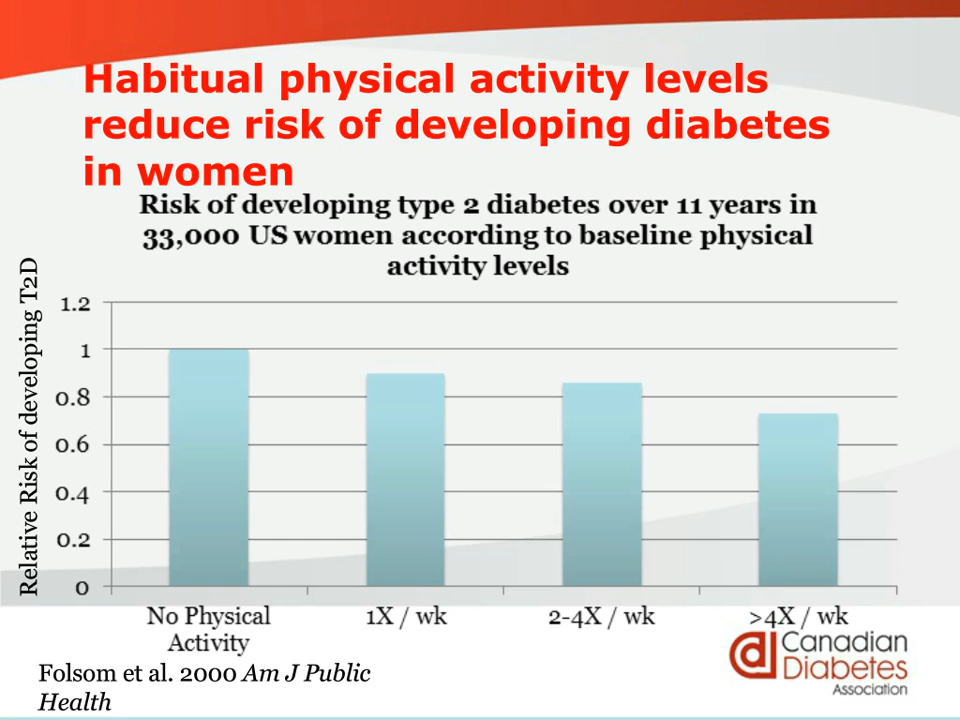 Habitual physical activity levels
reduce risk of developing diabetes
in women
Risk of developing type 2 diabetes over 11 years in
33,000 US women according to baseline physical
activity levels
Relative Risk of developing T2D
1.2
1
0.8
0.6
0.4
0.2
0
No Physical
Activity
1X / wk
2-4X / wk
>4X / wk
Folsom et al. 2000 Am J Public
Health
Canadian
Diabetes
Association